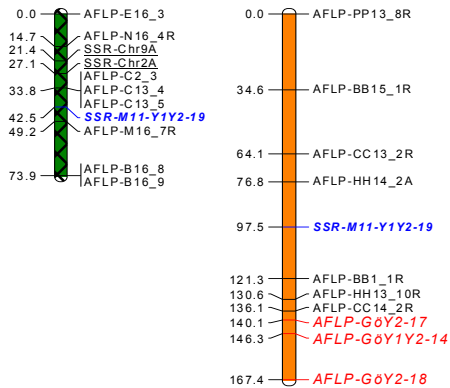 0.0 AFLP-E16_3
14.7 AFLP-N16_4R
21.4 SSR-Chr9A
27.1 SSR-Chr2A
AFLP-C2_3
33.8 AFLP-C13_4
AFLP-C13_5
42.5 SSR-M11-Y1Y2-19
49.2 AFLP-M16_7R
AFLP-B16_8
73.9 AFLP-B16_9
0.0 AFLP-PP13_8R
34.6 AFLP-BB15_1R
64.1 AFLP-CC13_2R
76.8 AFLP-HH14_2A
97.5 SSR-M11-Y1Y2-19
121.3 AFLP-BB1_1R
130.6 AFLP-HH13_10R
136.1 AFLP-CC14_2R
140.1 AFLP-GöY2-17
146.3 AFLP-GöY1Y2-14
167.4 AFLP-GöY2-18